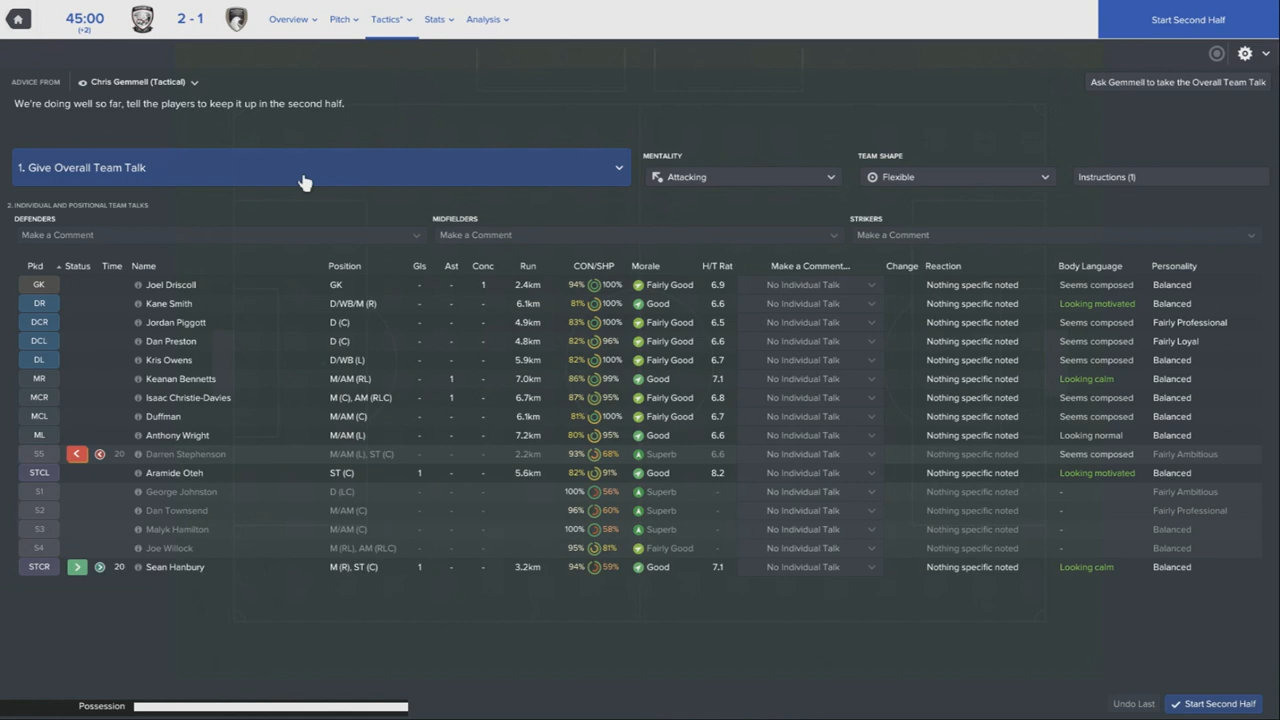 45:00 2 - 1 Overview Pitch Tactics* Stats Analysis Start Second Half
(+2)
ADVICE FROM Chris Gemmell (Tactical) Ask Gemmell to take the Overall Team Talk
We're doing well so far, tell the players to keep it up in the second half.
1. Give Overall Team Talk
MENTALITY TEAM SHAPE
Attacking Flexible Instructions (1)
2. INDIVIDUAL AND POSITIONAL TEAM TALKS
DEFENDERS MIDFIELDERS STRIKERS
Make a Comment Make a Comment Make a Comment
Pkd Status Time Name Position Gls Ast Conc Run CON/SHP Morale H/T Rat Make a Comment... Change Reaction Body Language Personality
GK Joel Driscoll GK - - 1 2.4km 94% 100% Fairly Good 6.9 No Individual Talk Nothing specific noted Seems composed Balanced
DR Kane Smith D/WB/M (R) - - - 6.1km 81% 100% Good 6.6 No Individual Talk Nothing specific noted Looking motivated Balanced
DCR Jordan Piggott D (C) - - - 4.9km 83% 100% Fairly Good 6.5 No Individual Talk Nothing specific noted Seems composed Fairly Professional
DCL Dan Preston D (C) - - - 4.8km 82% 96% Fairly Good 6.6 No Individual Talk Nothing specific noted Seems composed Fairly Loyal
DL Kris Owens D/WB (L) - - - 5.9km 82% 100% Fairly Good 6.7 No Individual Talk Nothing specific noted Seems composed Balanced
MR Keanan Bennetts M/AM (RL) - 1 - 7.0km 86% 99% Good 7.1 No Individual Talk Nothing specific noted Looking calm Balanced
MCR Isaac Christie-Davies M (C), AM (RLC) - 1 - 6.7km 87% 95% Fairly Good 6.8 No Individual Talk Nothing specific noted Seems composed Balanced
MCL Duffman M/AM (C) - - - 6.1km 81% 100% Fairly Good 6.7 No Individual Talk Nothing specific noted Seems composed Balanced
ML Anthony Wright M/AM (L) - - - 7.2km 80% 95% Good 6.6 No Individual Talk Nothing specific noted Looking normal Balanced
S5 20 Darren Stephenson M/AM (L), ST (C) - - - 2.2km 93% 68% Superb 6.6 No Individual Talk Nothing specific noted Seems composed Fairly Ambitious
STCL Aramide Oteh ST (C) 1 - - 5.6km 82% 91% Good 8.2 No Individual Talk Nothing specific noted Looking motivated Balanced
S1 George Johnston D (LC) - - - 100% 56% Superb - No Individual Talk Nothing specific noted - Fairly Ambitious
S2 Dan Townsend M/AM (C) - - - 96% 60% Superb - No Individual Talk Nothing specific noted - Fairly Professional
S3 Malyk Hamilton M/AM (C) - - - 100% 58% Superb - No Individual Talk Nothing specific noted - Balanced
S4 Joe Willock M (RL), AM (RLC) - - - 95% 81% Fairly Good - No Individual Talk Nothing specific noted - Balanced
STCR 20 Sean Hanbury M (R), ST (C) 1 - - 3.2km 94% 59% Good 7.1 No Individual Talk Nothing specific noted Looking calm Balanced
Possession Undo Last Start Second Half